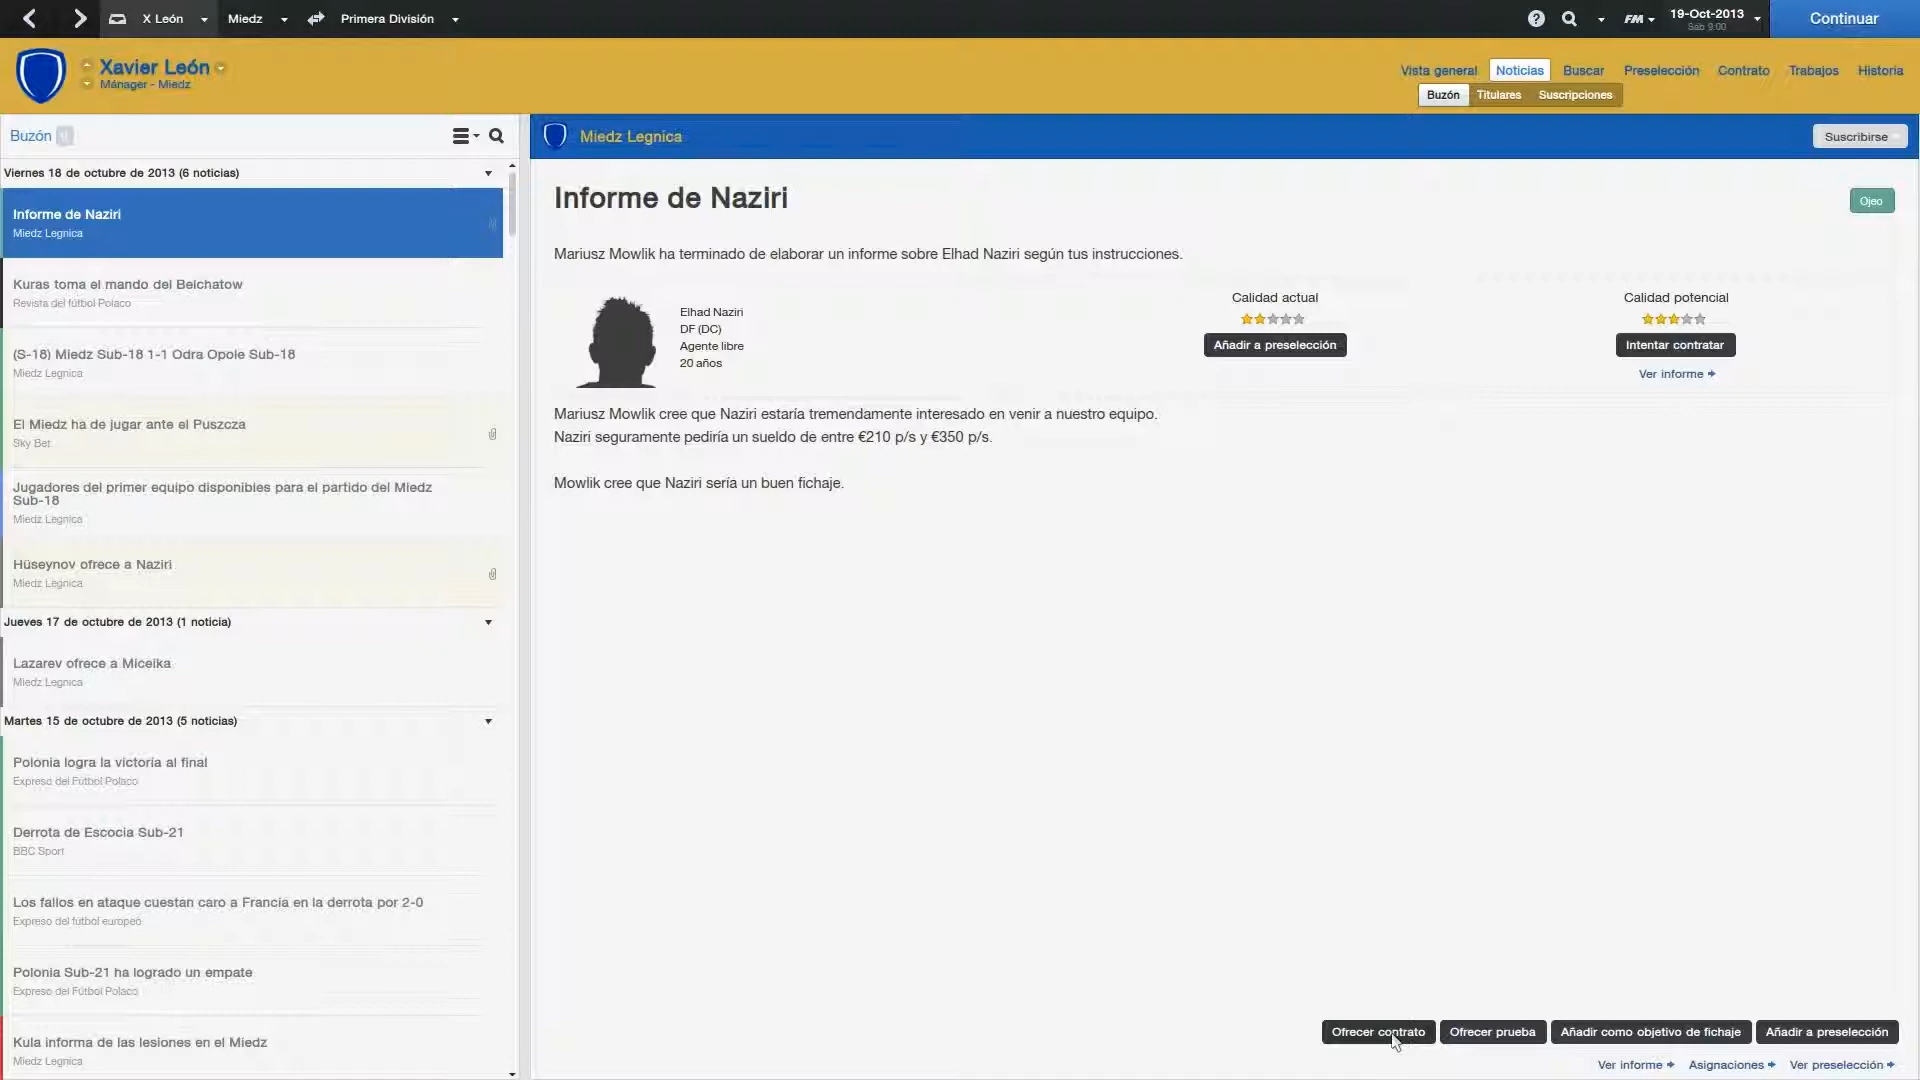 X León
Miedz
Primera División
FM
19-Oct-2013
Sáb 9:00
Continuar
Xavier León
Mánager - Miedz
Vista general
Noticias
Buscar
Preselección
Contrato
Trabajos
Historia
Buzón
Titulares
Suscripciones
Buzón
Viernes 18 de octubre de 2013 (6 noticias)
Informe de Naziri
Miedz Legnica
Kuras toma el mando del Belchatow
Revista del fútbol Polaco
(S-18) Miedz Sub-18 1-1 Odra Opole Sub-18
Miedz Legnica
El Miedz ha de jugar ante el Puszcza
Sky Bet
Jugadores del primer equipo disponibles para el partido del Miedz
Sub-18
Miedz Legnica
Hüseynov ofrece a Naziri
Miedz Legnica
Jueves 17 de octubre de 2013 (1 noticia)
Lazarev ofrece a Miceika
Miedz Legnica
Martes 15 de octubre de 2013 (5 noticias)
Polonia logra la victoria al final
Expreso del Fútbol Polaco
Derrota de Escocia Sub-21
BBC Sport
Los fallos en ataque cuestan caro a Francia en la derrota por 2-0
Expreso del fútbol europeo
Polonia Sub-21 ha logrado un empate
Expreso del Fútbol Polaco
Kula informa de las lesiones en el Miedz
Miedz Legnica
Miedz Legnica
Suscribirse
Informe de Naziri
Ojeo
Mariusz Mowlik ha terminado de elaborar un informe sobre Elhad Naziri según tus instrucciones.
Elhad Naziri
DF (DC)
Agente libre
20 años
Calidad actual
Añadir a preselección
Calidad potencial
Intentar contratar
Ver informe
Mariusz Mowlik cree que Naziri estaría tremendamente interesado en venir a nuestro equipo.
Naziri seguramente pediría un sueldo de entre €210 p/s y €350 p/s.
Mowlik cree que Naziri sería un buen fichaje.
Ofrecer contrato
Ofrecer prueba
Añadir como objetivo de fichaje
Añadir a preselección
Ver informe
Asignaciones
Ver preselección